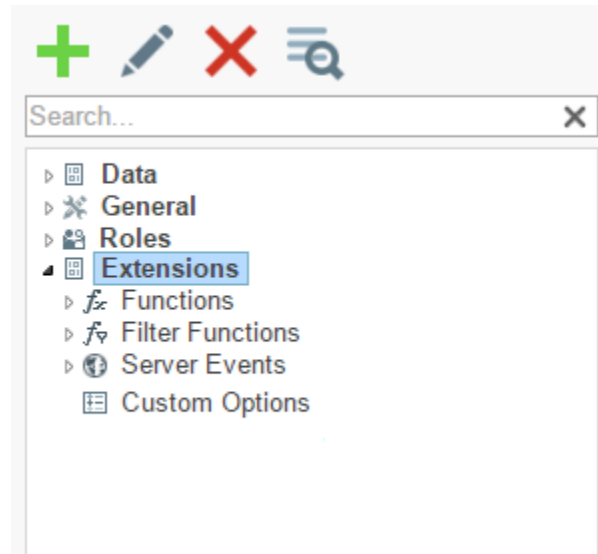 Search...
Data
General
Roles
Extensions
Functions
Filter Functions
Server Events
Custom Options